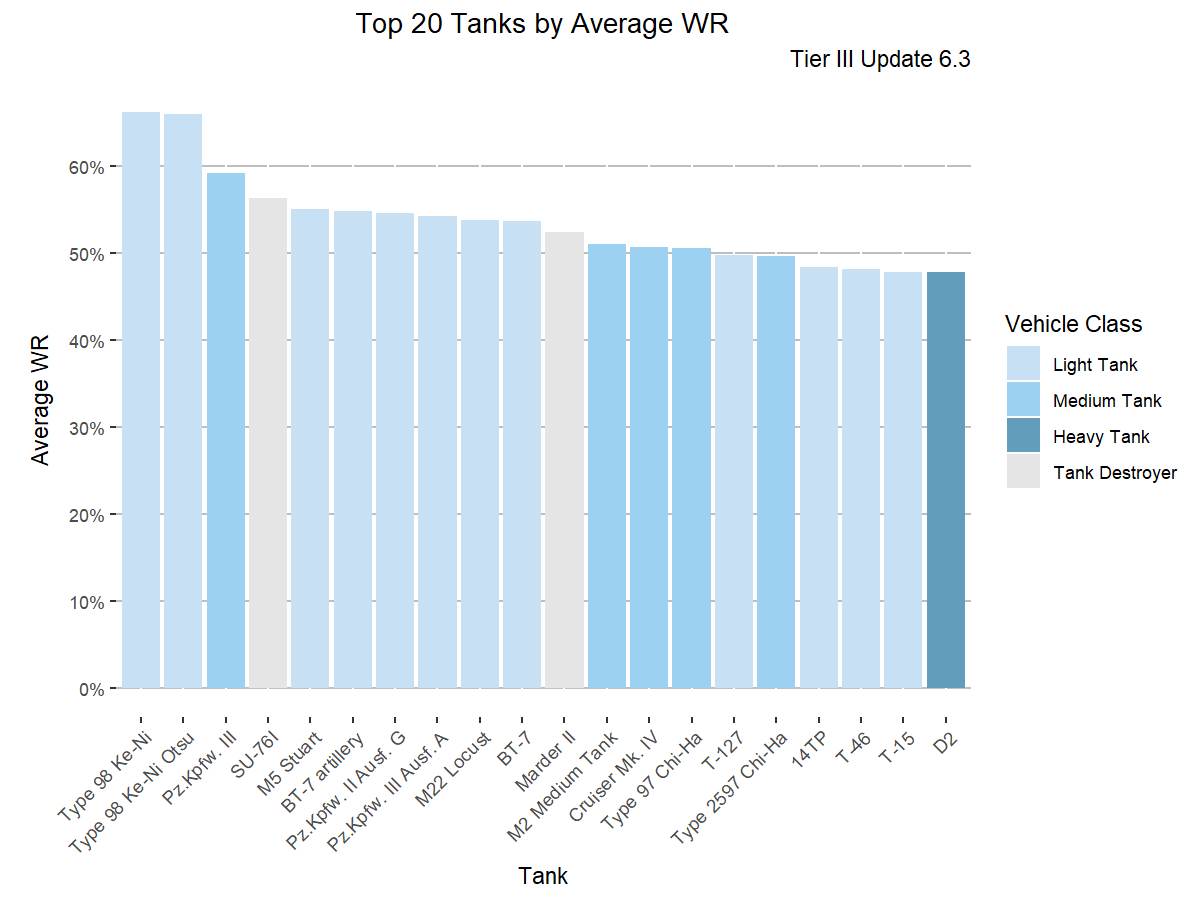 Top 20 Tanks by Average WR
Tier III Update 6.3
Average WR
60%
50%
40%
30%
20%
10%
0%
Type 98 Ke-Ni
Type 98 Ke-Ni Otsu
Pz.Kpfw. III
SU-76I
M5 Stuart
BT-7 artillery
Pz.Kpfw. II Ausf. G
Pz.Kpfw. III Ausf. A
M22 Locust
BT-7
Marder II
M2 Medium Tank
Cruiser Mk. IV
Type 97 Chi-Ha
T-127
Type 2597 Chi-Ha
14TP
T-46
T-15
D2
Tank
Vehicle Class
Light Tank
Medium Tank
Heavy Tank
Tank Destroyer